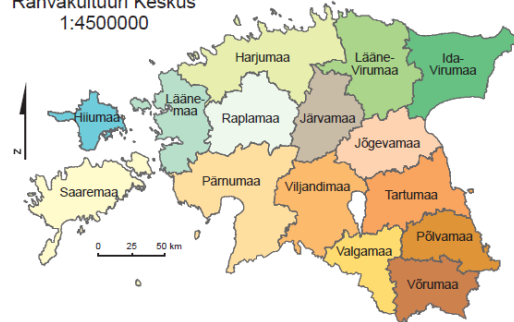 Rahvakultuuri Keskus
1:4500000
Harjumaa
Lääne-
Virumaa
Ida-
Virumaa
Lääne-
maa
Hiiumaa
Raplamaa
Järvamaa
Jõgevamaa
N
Saaremaa
Pärnumaa
Viljandimaa
Tartumaa
Põlvamaa
Valgamaa
Võrumaa
0 25 50 km